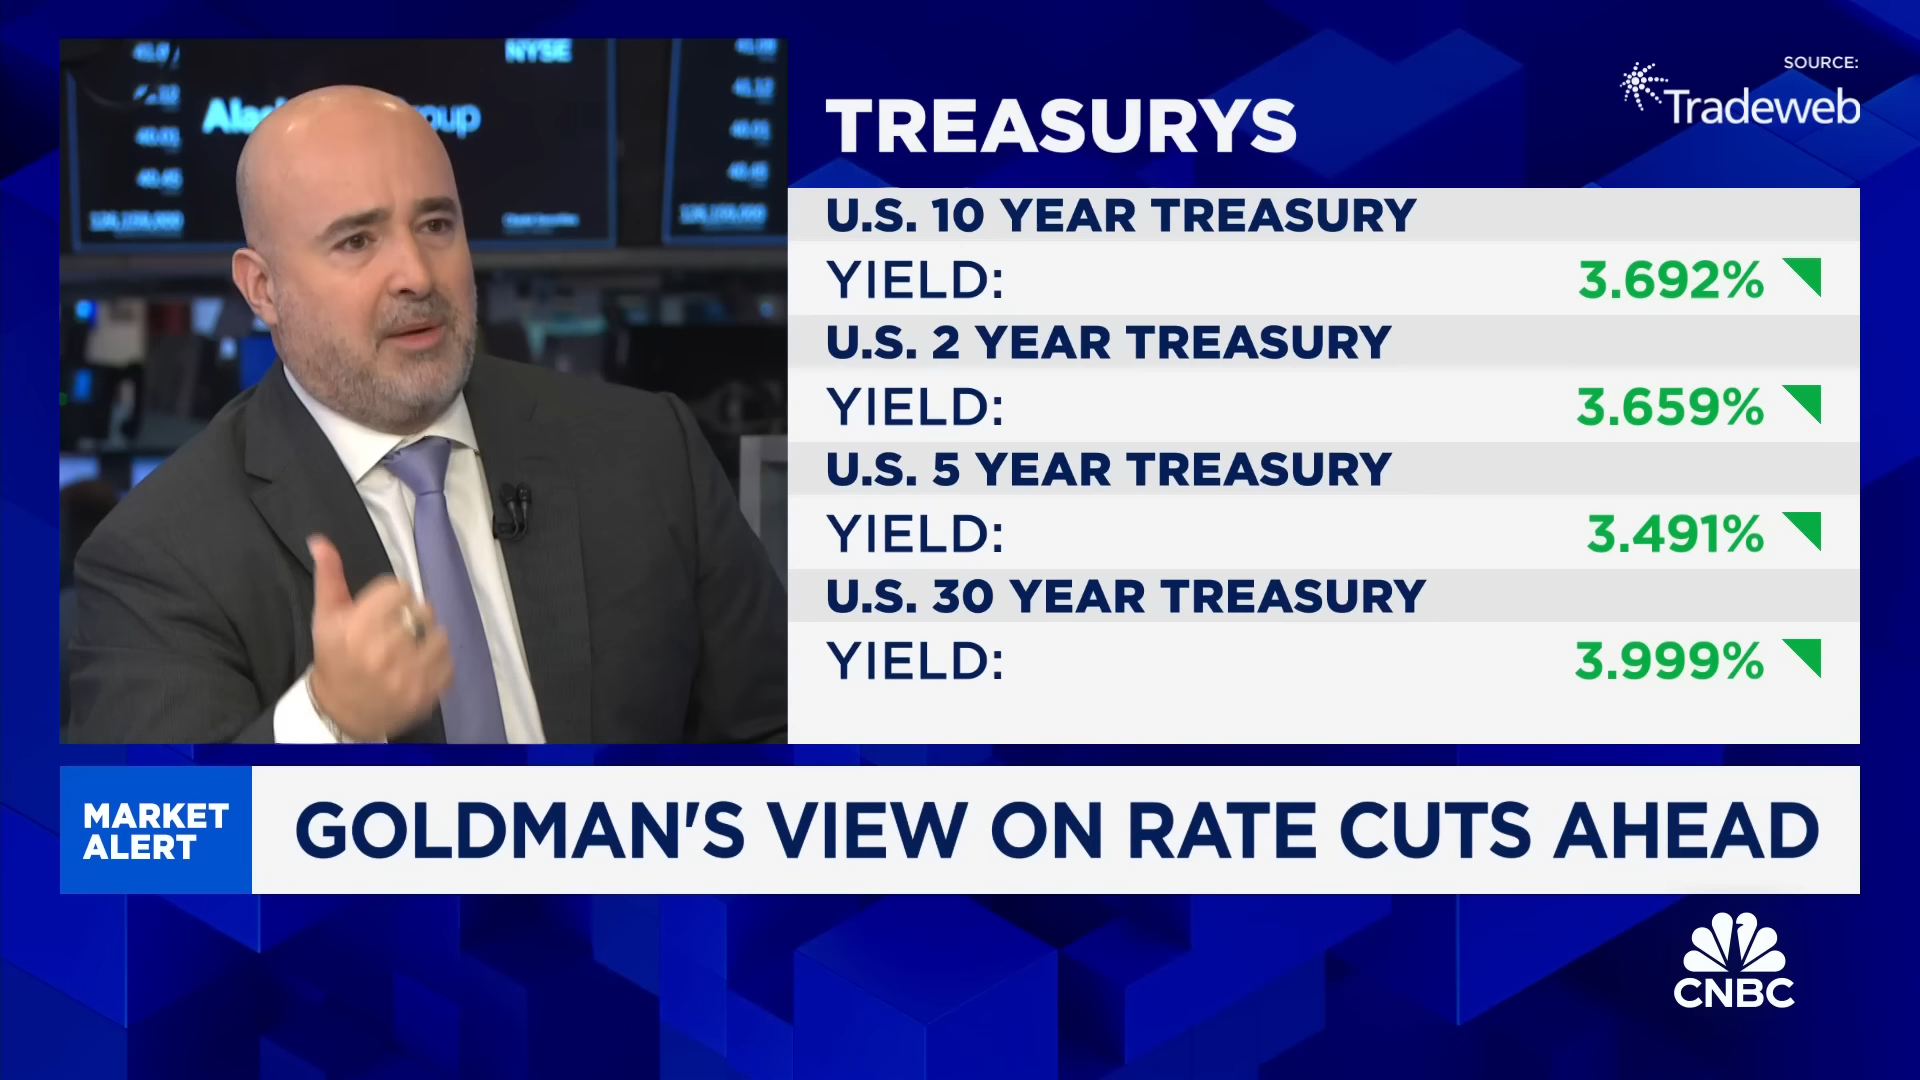 NYSE
SOURCE:
Tradeweb
TREASURYS
U.S. 10 YEAR TREASURY
YIELD: 3.692%
U.S. 2 YEAR TREASURY
YIELD: 3.659%
U.S. 5 YEAR TREASURY
YIELD: 3.491%
U.S. 30 YEAR TREASURY
YIELD: 3.999%
MARKET
ALERT
GOLDMAN'S VIEW ON RATE CUTS AHEAD
CNBC